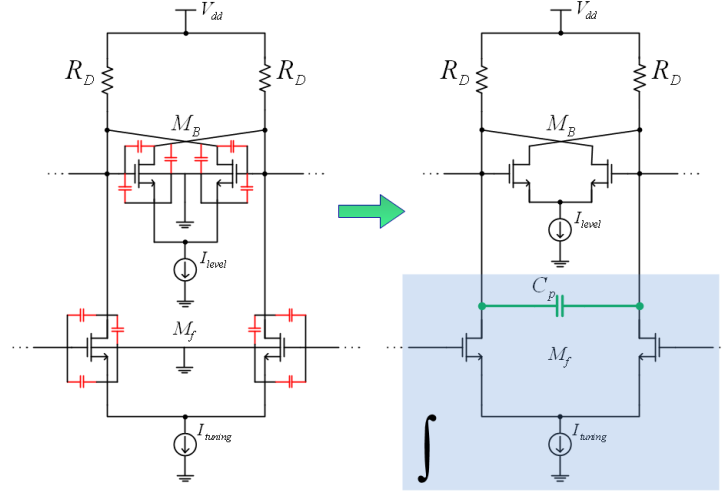 V_dd
R_D R_D
M_B
I_level
M_f
I_tuning
V_dd
R_D R_D
M_B
I_level
C_p
M_f
I_tuning
∫